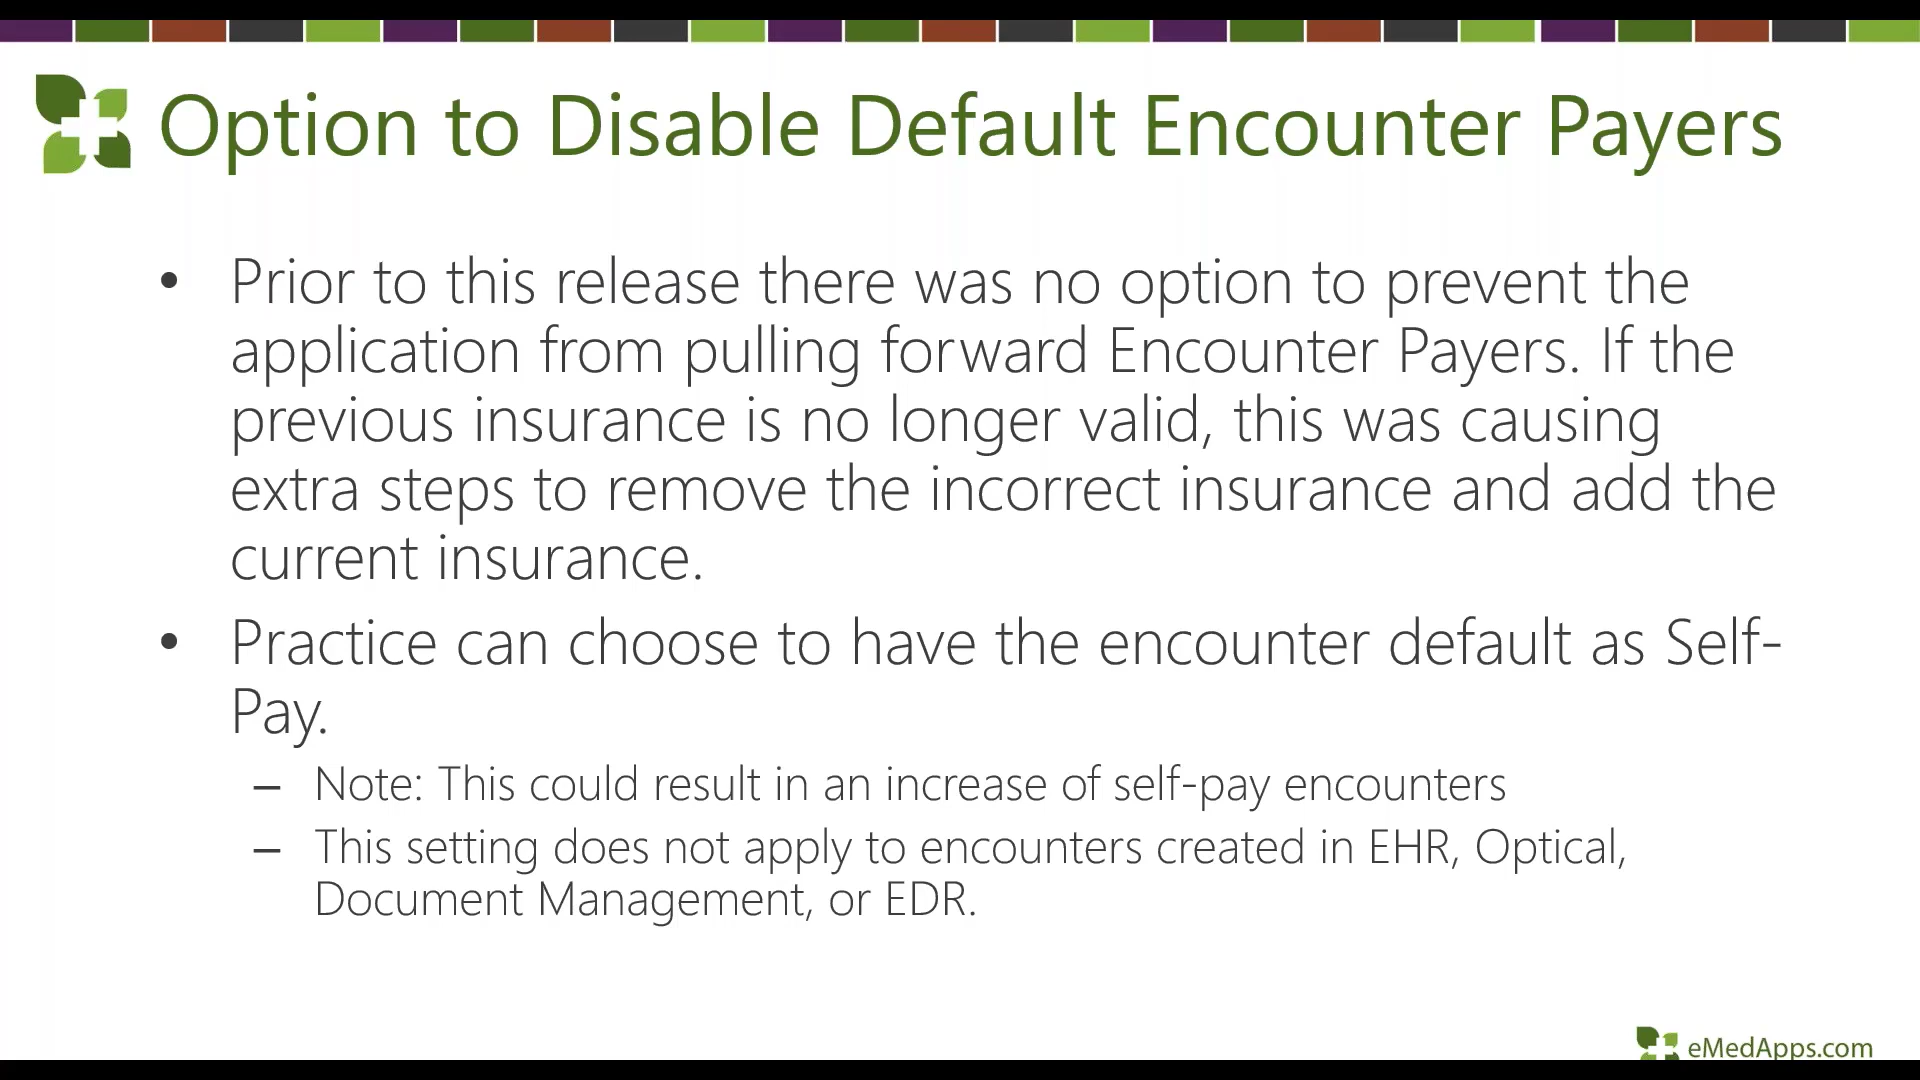 Option to Disable Default Encounter Payers
• Prior to this release there was no option to prevent the
application from pulling forward Encounter Payers. If the
previous insurance is no longer valid, this was causing
extra steps to remove the incorrect insurance and add the
current insurance.
• Practice can choose to have the encounter default as Self-
Pay.
– Note: This could result in an increase of self-pay encounters
– This setting does not apply to encounters created in EHR, Optical,
Document Management, or EDR.
eMedApps.com